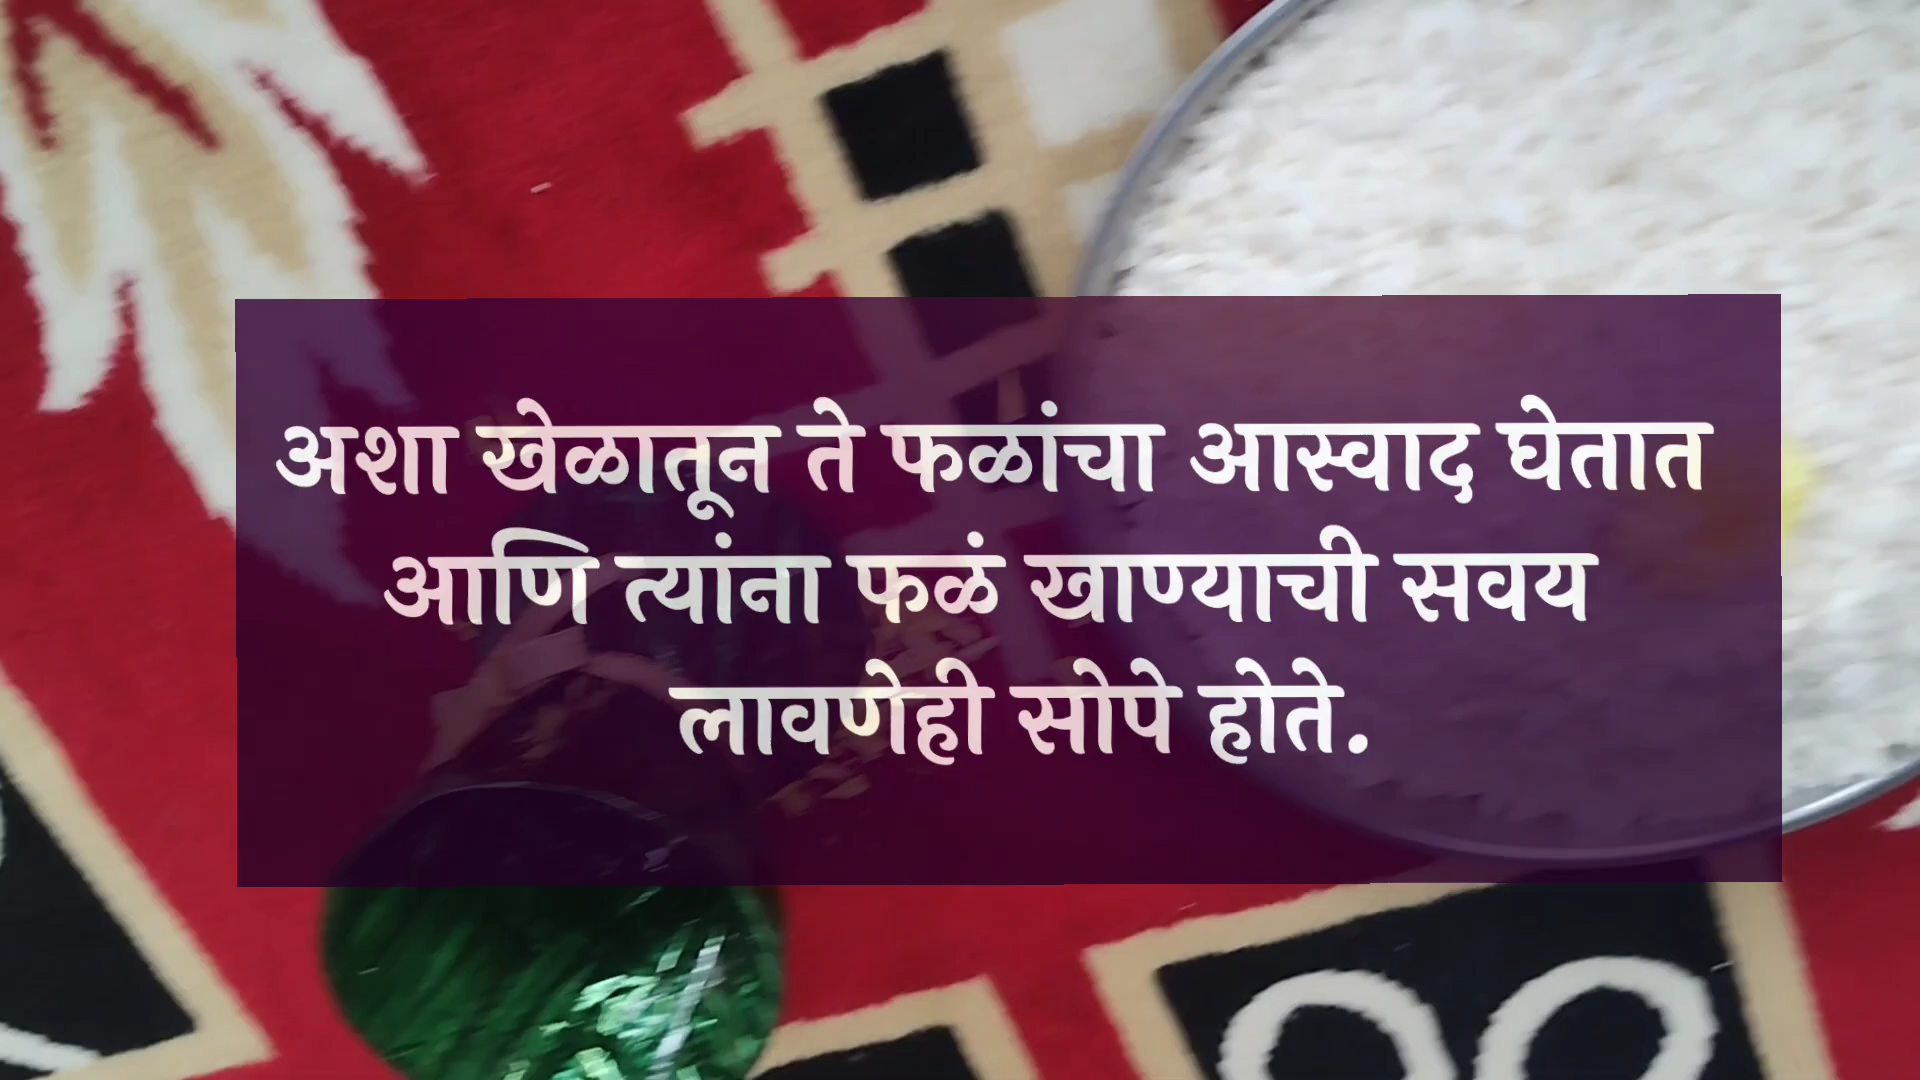 अशा खेळातून ते फळांचा आस्वाद घेतात
आणि त्यांना फळं खाण्याची सवय
लावणेही सोपे होते.